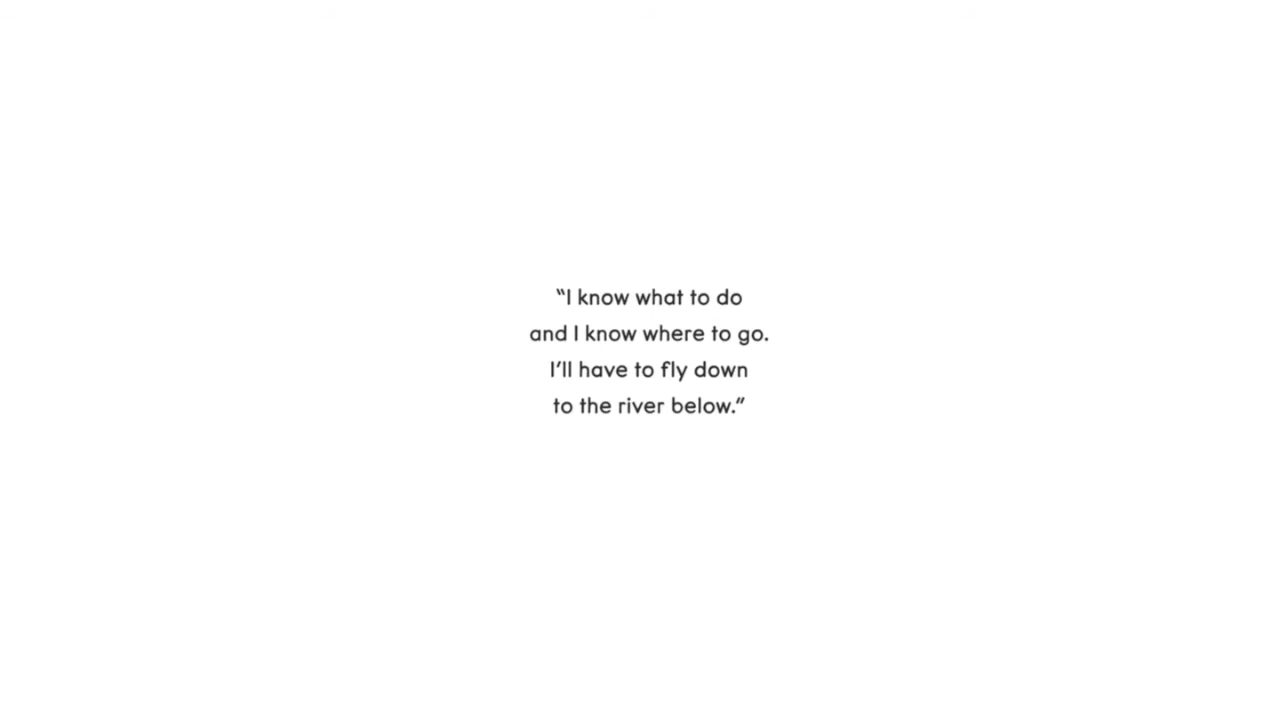 “I know what to do
and I know where to go.
I’ll have to fly down
to the river below.”